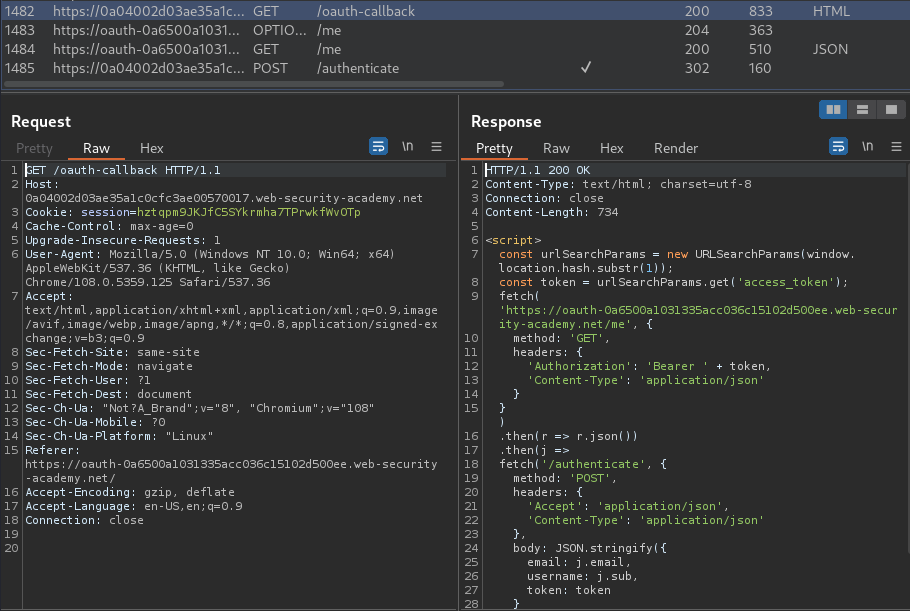 1482 https://0a04002d03ae35a1c... GET /oauth-callback 200 833 HTML
1483 https://oauth-0a6500a1031... OPTIO... /me 204 363
1484 https://oauth-0a6500a1031... GET /me 200 510 JSON
1485 https://0a04002d03ae35a1c... POST /authenticate ✓ 302 160
Request
Pretty Raw Hex \n
1 GET /oauth-callback HTTP/1.1
2 Host:
0a04002d03ae35a1c0cfc3ae00570017.web-security-academy.net
3 Cookie: session=hztqpm9JKJfC5SYkrmha7TPrwkfWvOTp
4 Cache-Control: max-age=0
5 Upgrade-Insecure-Requests: 1
6 User-Agent: Mozilla/5.0 (Windows NT 10.0; Win64; x64)
AppleWebKit/537.36 (KHTML, like Gecko)
Chrome/108.0.5359.125 Safari/537.36
7 Accept:
text/html,application/xhtml+xml,application/xml;q=0.9,image
/avif,image/webp,image/apng,*/*;q=0.8,application/signed-ex
change;v=b3;q=0.9
8 Sec-Fetch-Site: same-site
9 Sec-Fetch-Mode: navigate
10 Sec-Fetch-User: ?1
11 Sec-Fetch-Dest: document
12 Sec-Ch-Ua: "Not?A_Brand";v="8", "Chromium";v="108"
13 Sec-Ch-Ua-Mobile: ?0
14 Sec-Ch-Ua-Platform: "Linux"
15 Referer:
https://oauth-0a6500a1031335acc036c15102d500ee.web-security
-academy.net/
16 Accept-Encoding: gzip, deflate
17 Accept-Language: en-US,en;q=0.9
18 Connection: close
19
20
Response
Pretty Raw Hex Render \n
1 HTTP/1.1 200 OK
2 Content-Type: text/html; charset=utf-8
3 Connection: close
4 Content-Length: 734
5
6 <script>
7 const urlSearchParams = new URLSearchParams(window.
location.hash.substr(1));
8 const token = urlSearchParams.get('access_token');
9 fetch(
'https://oauth-0a6500a1031335acc036c15102d500ee.web-secur
ity-academy.net/me', {
10 method: 'GET',
11 headers: {
12 'Authorization': 'Bearer ' + token,
13 'Content-Type': 'application/json'
14 }
15 }
)
16 .then(r => r.json())
17 .then(j =>
18 fetch('/authenticate', {
19 method: 'POST',
20 headers: {
21 'Accept': 'application/json',
22 'Content-Type': 'application/json'
23 },
24 body: JSON.stringify({
25 email: j.email,
26 username: j.sub,
27 token: token
28 }